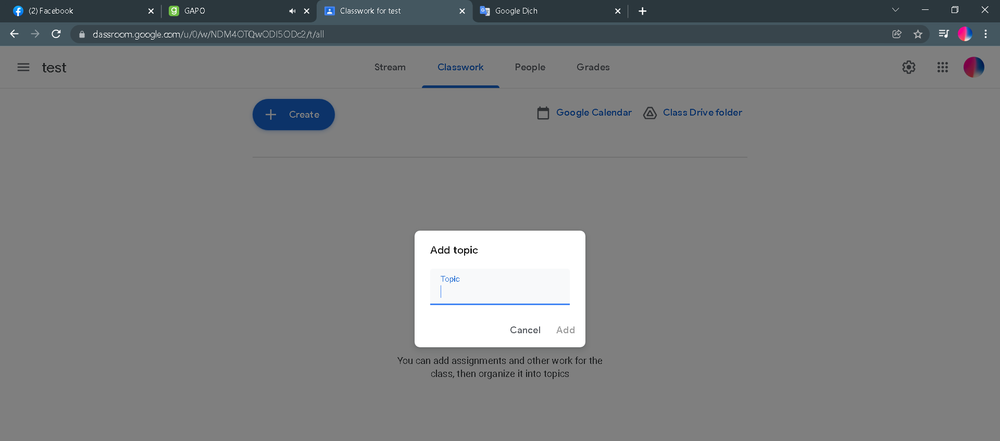 (2) Facebook
GAPO
Classwork for test
Google Dịch
classroom.google.com/u/0/w/NDM4OTQwODI5ODc2/t/all
test
Stream
Classwork
People
Grades
Create
Google Calendar
Class Drive folder
Add topic
Topic
Cancel
Add
You can add assignments and other work for the
class, then organize it into topics